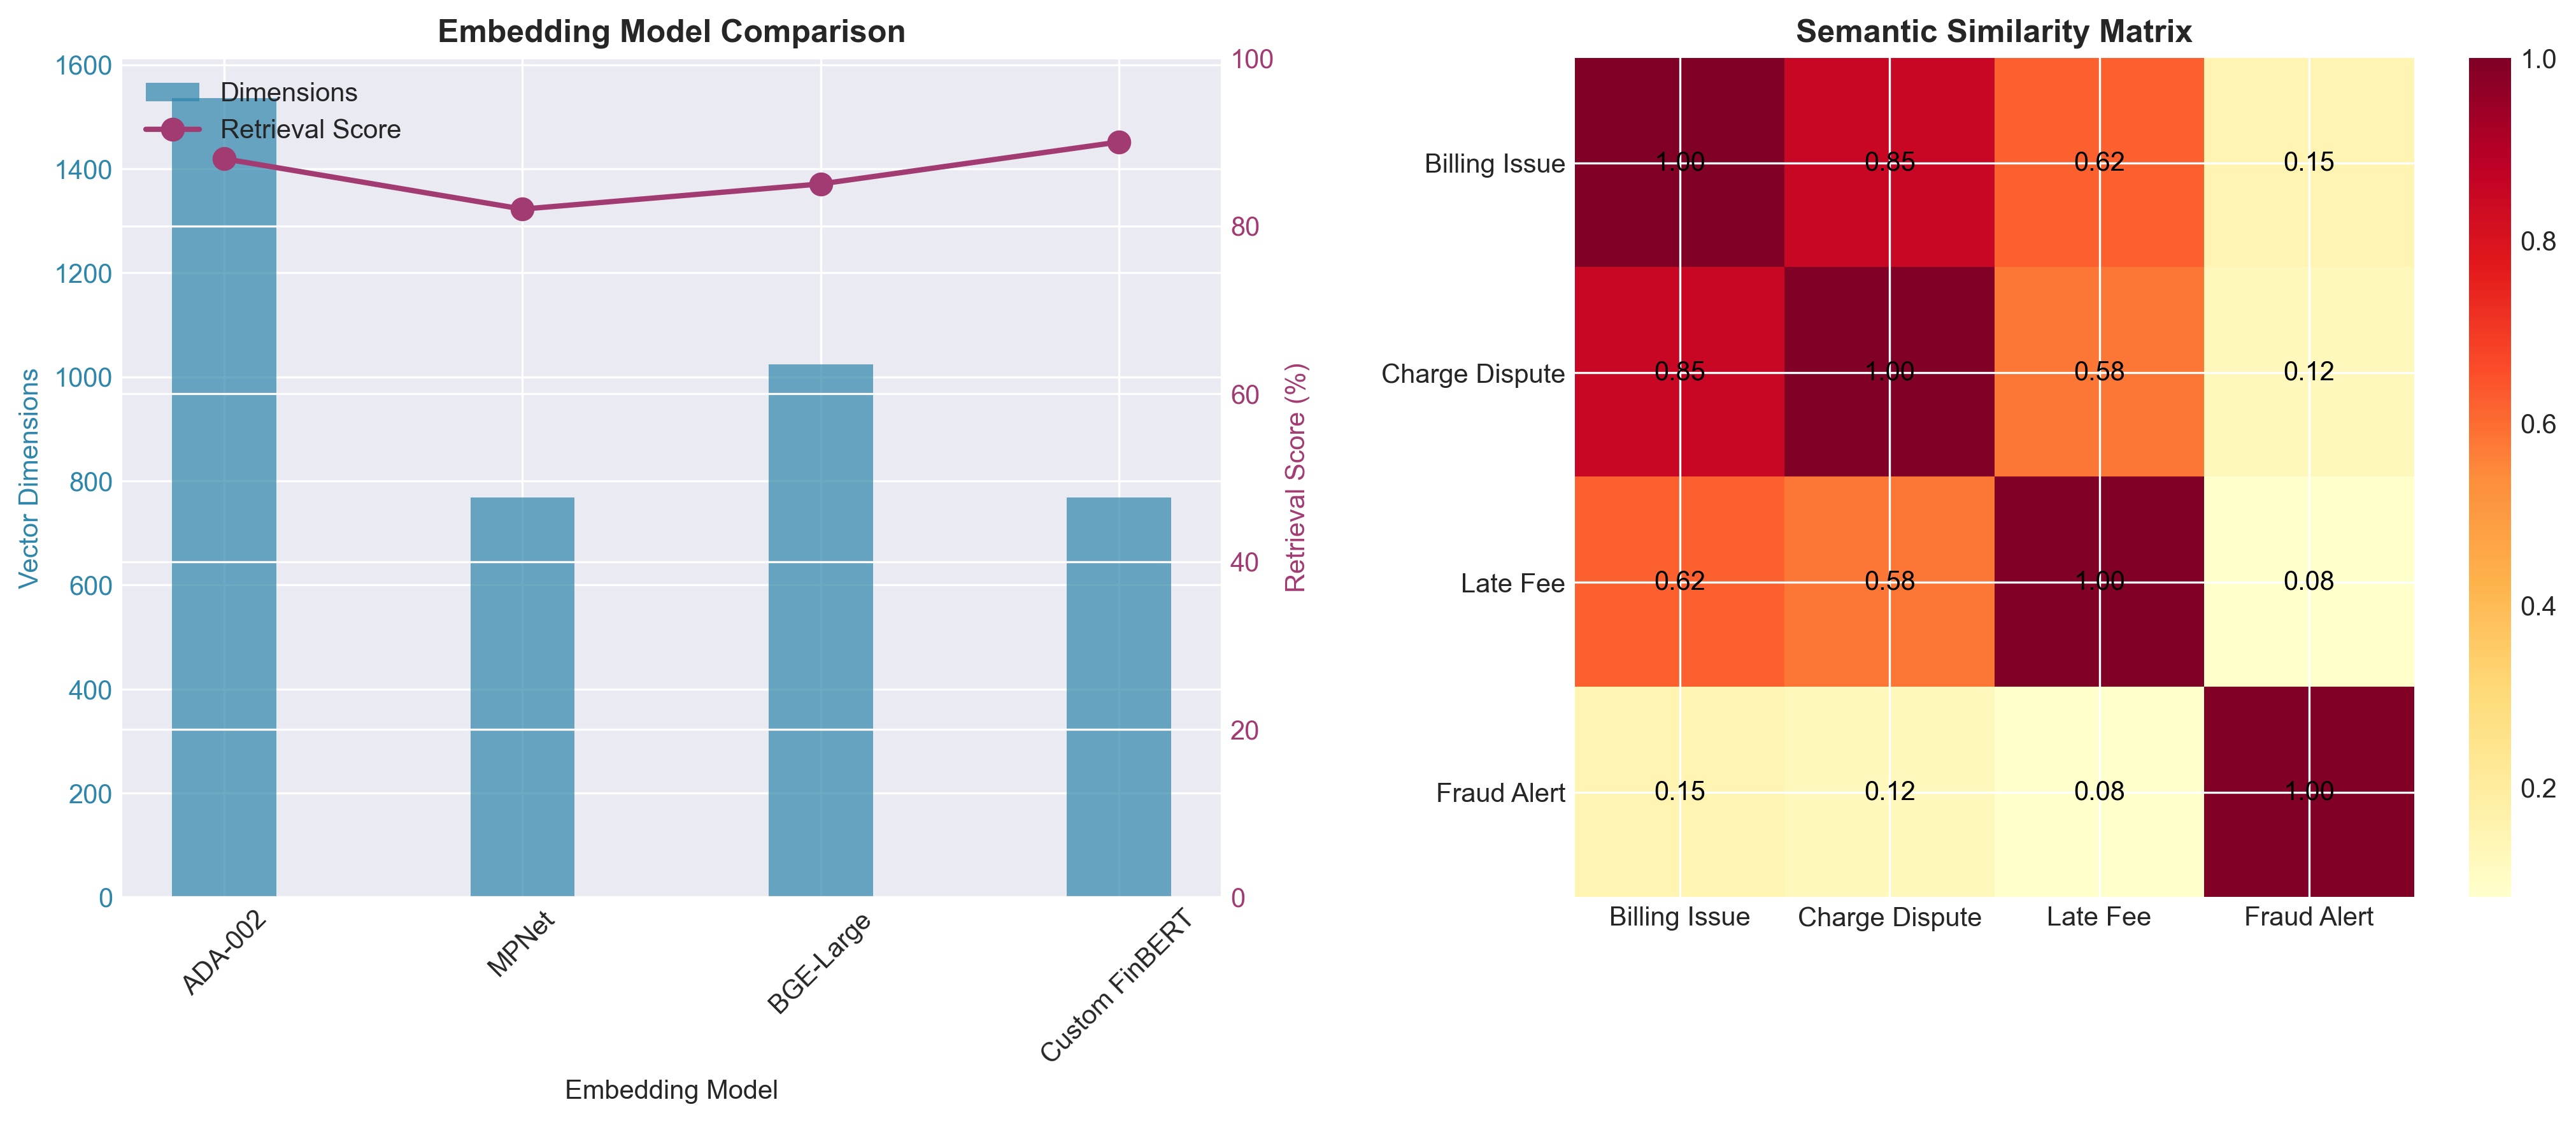 Embedding Model Comparison
Dimensions
Retrieval Score
1600
1400
1200
1000
800
600
400
200
0
Vector Dimensions
100
80
60
40
20
0
Retrieval Score (%)
ADA-002
MPNet
BGE-Large
Custom FinBERT
Embedding Model
Semantic Similarity Matrix
Billing Issue 1.00 0.85 0.62 0.15
Charge Dispute 0.85 1.00 0.58 0.12
Late Fee 0.62 0.58 1.00 0.08
Fraud Alert 0.15 0.12 0.08 1.00
Billing Issue Charge Dispute Late Fee Fraud Alert
1.0
0.8
0.6
0.4
0.2